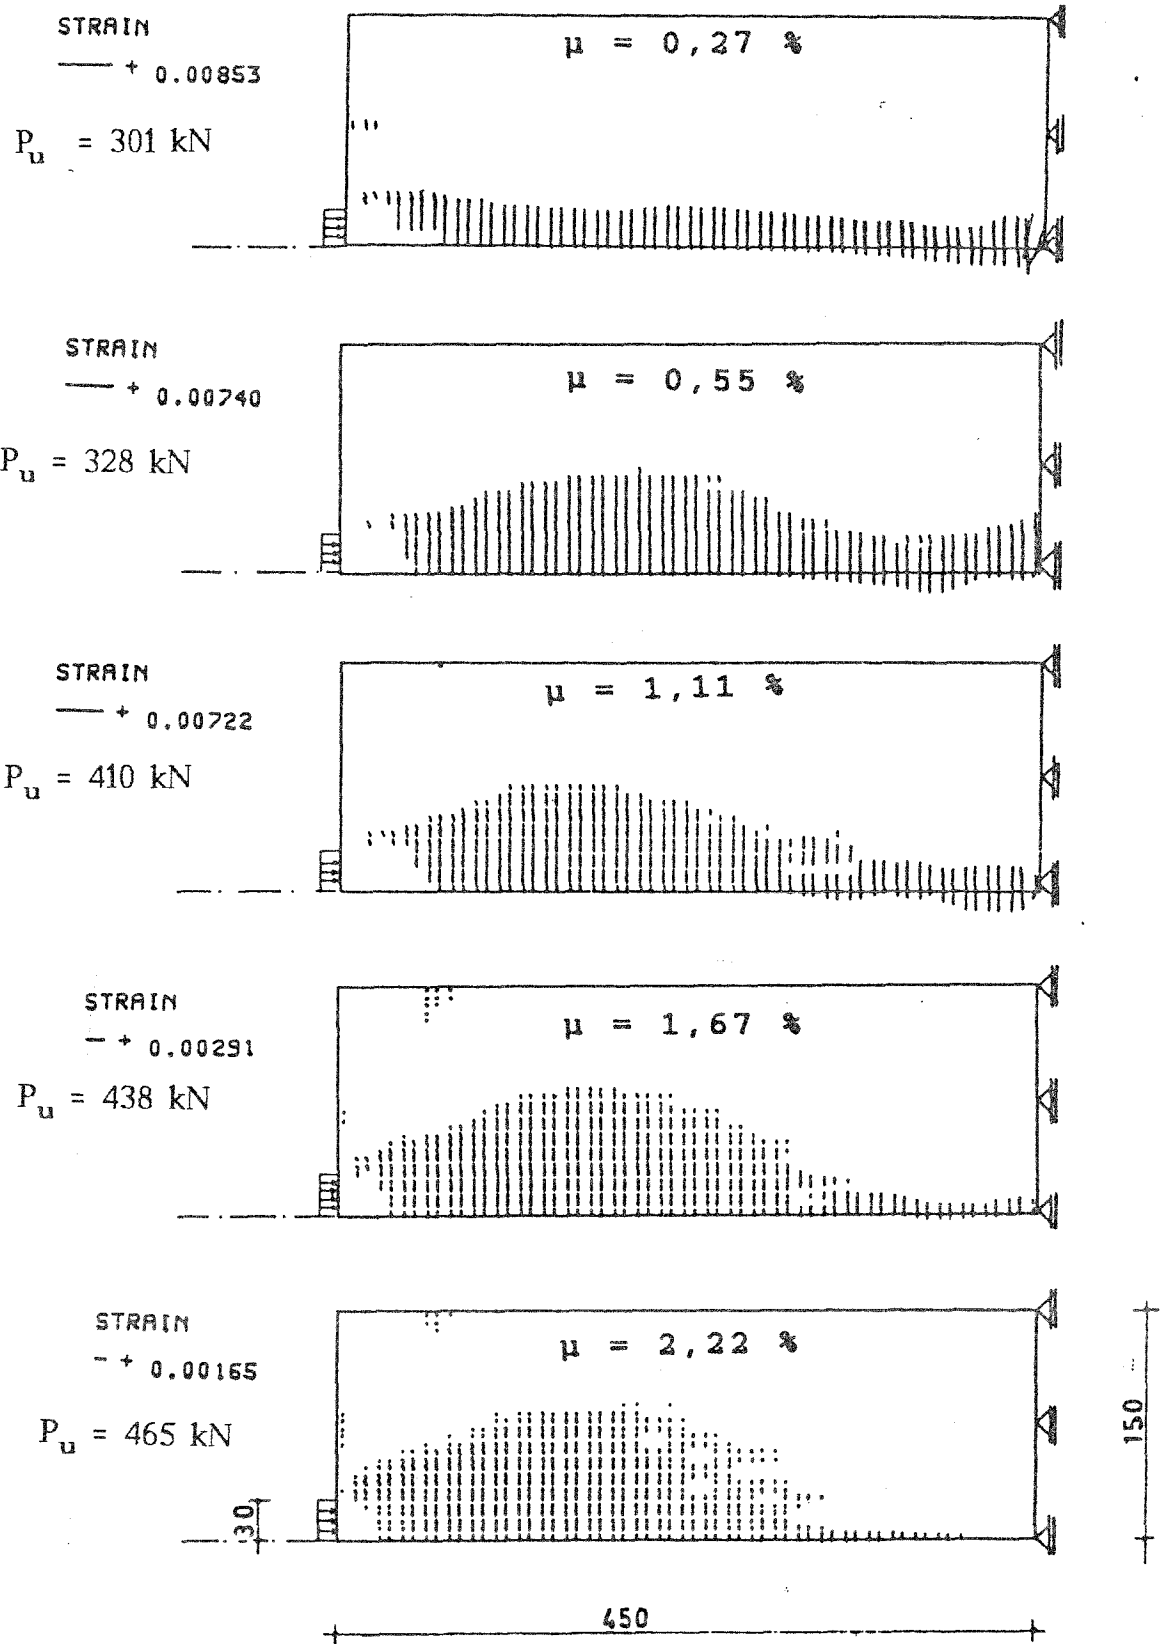 STRAIN
μ = 0,27 %
+ 0.00853
P_u = 301 kN
STRAIN
μ = 0,55 %
+ 0.00740
P_u = 328 kN
STRAIN
μ = 1,11 %
+ 0.00722
P_u = 410 kN
STRAIN
μ = 1,67 %
+ 0.00291
P_u = 438 kN
STRAIN
μ = 2,22 %
+ 0.00165
P_u = 465 kN
150
30
450